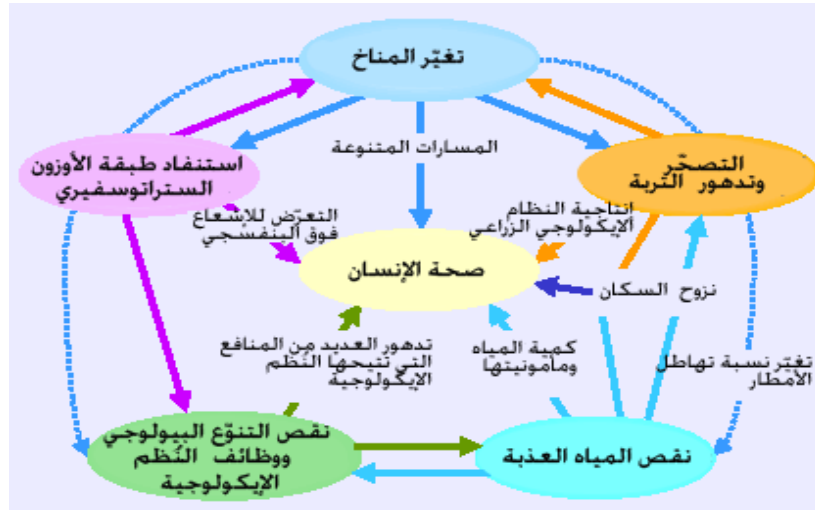 تغيّر المناخ
المسارات المتنوعة
استنفاد طبقة الأوزون
الستراتوسفيري
التصحّر
وتدهور التربة
التعرّض للإشعاع
فوق البنفسجي
إنتاجية النظام
الإيكولوجي الزراعي
صحة الإنسان
نزوح السكان
تدهور العديد من المنافع
التي تتيحها النُظم
الإيكولوجية
كمية المياه
ومأمونيتها
تغيّر نسبة تهاطل
الأمطار
نقص التنوّع البيولوجي
ووظائف النُظم
الإيكولوجية
نقص المياه العذبة